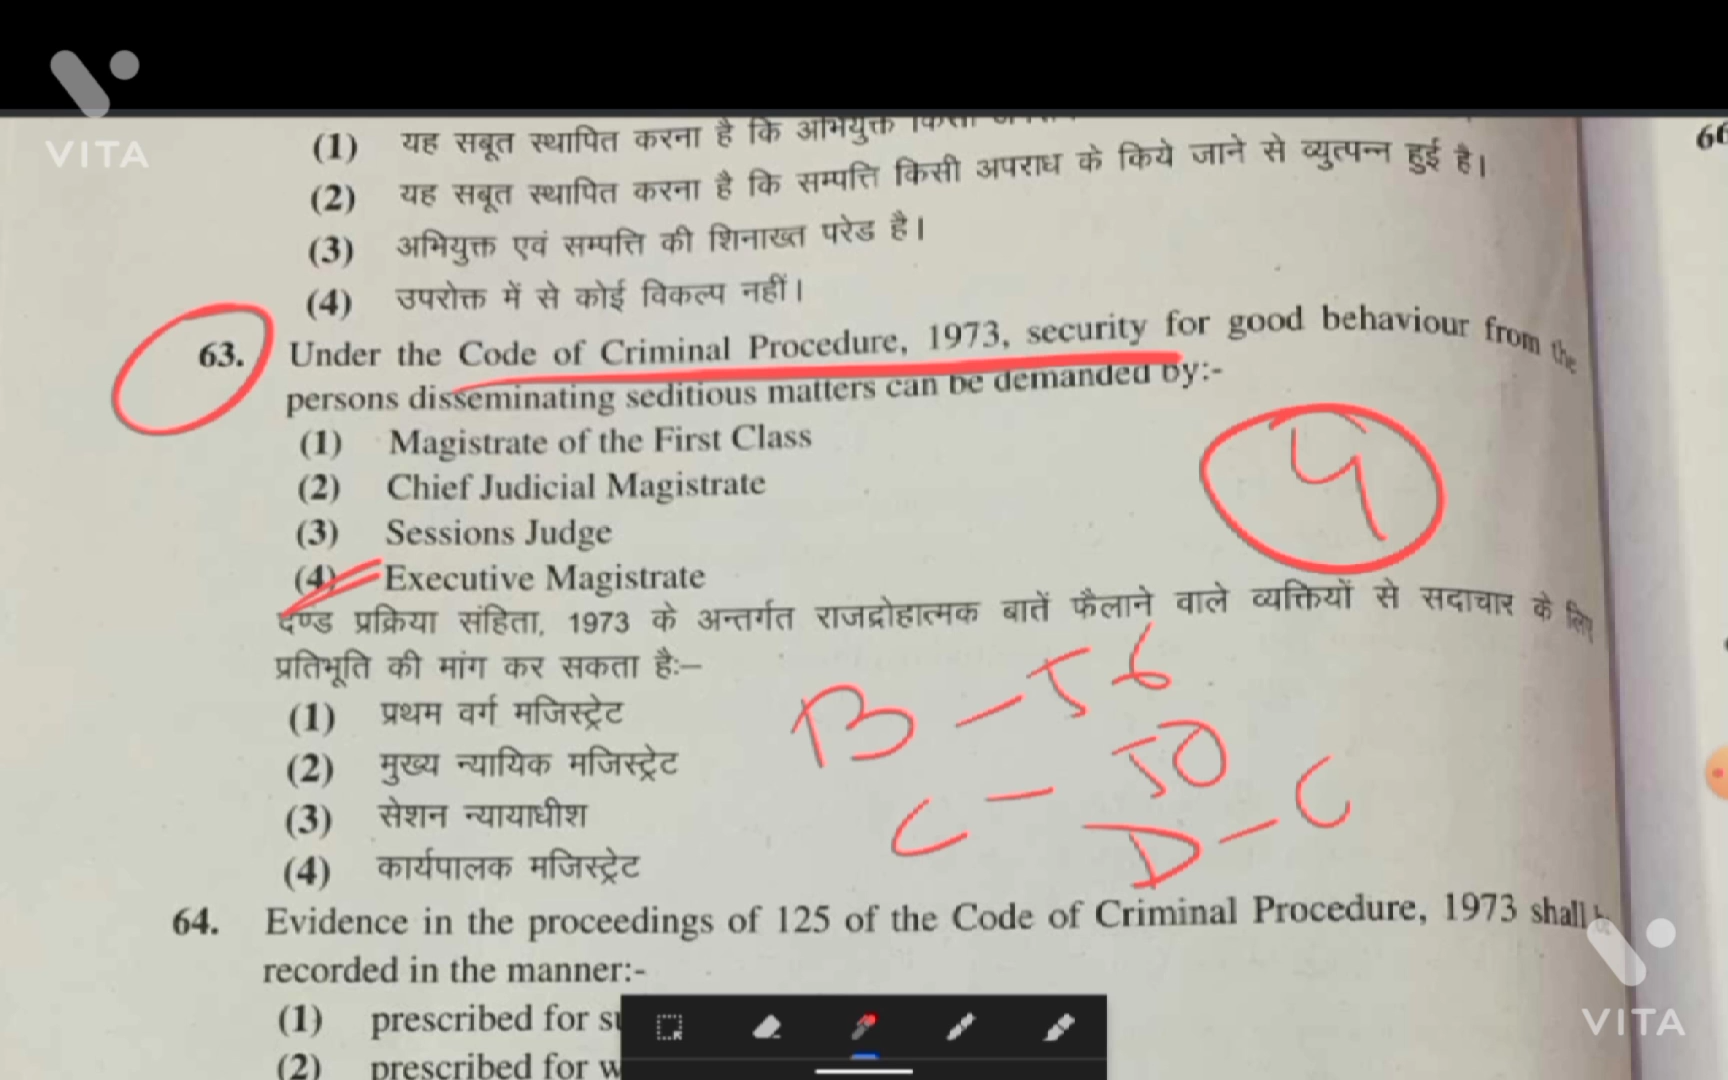 VITA
(1) यह सबूत स्थापित करना है कि अभियुक्त
66
(2) यह सबूत स्थापित करना है कि सम्पत्ति किसी अपराध के किये जाने से व्युत्पन्न हुई है।
(3) अभियुक्त एवं सम्पत्ति की शिनाख्त परेड है।
(4) उपरोक्त में से कोई विकल्प नहीं।
63. Under the Code of Criminal Procedure, 1973, security for good behaviour from the
persons disseminating seditious matters can be demanded by:-
(1) Magistrate of the First Class
(2) Chief Judicial Magistrate
4
(3) Sessions Judge
(4) Executive Magistrate
दण्ड प्रक्रिया संहिता, 1973 के अन्तर्गत राजद्रोहात्मक बातें फैलाने वाले व्यक्तियों से सदाचार के लिए
प्रतिभूति की मांग कर सकता है:–
B - 56
(1) प्रथम वर्ग मजिस्ट्रेट
(2) मुख्य न्यायिक मजिस्ट्रेट
C - 50
(3) सेशन न्यायाधीश
D - C
(4) कार्यपालक मजिस्ट्रेट
64. Evidence in the proceedings of 125 of the Code of Criminal Procedure, 1973 shall
recorded in the manner:-
(1) prescribed for
(2) prescribed for
VITA